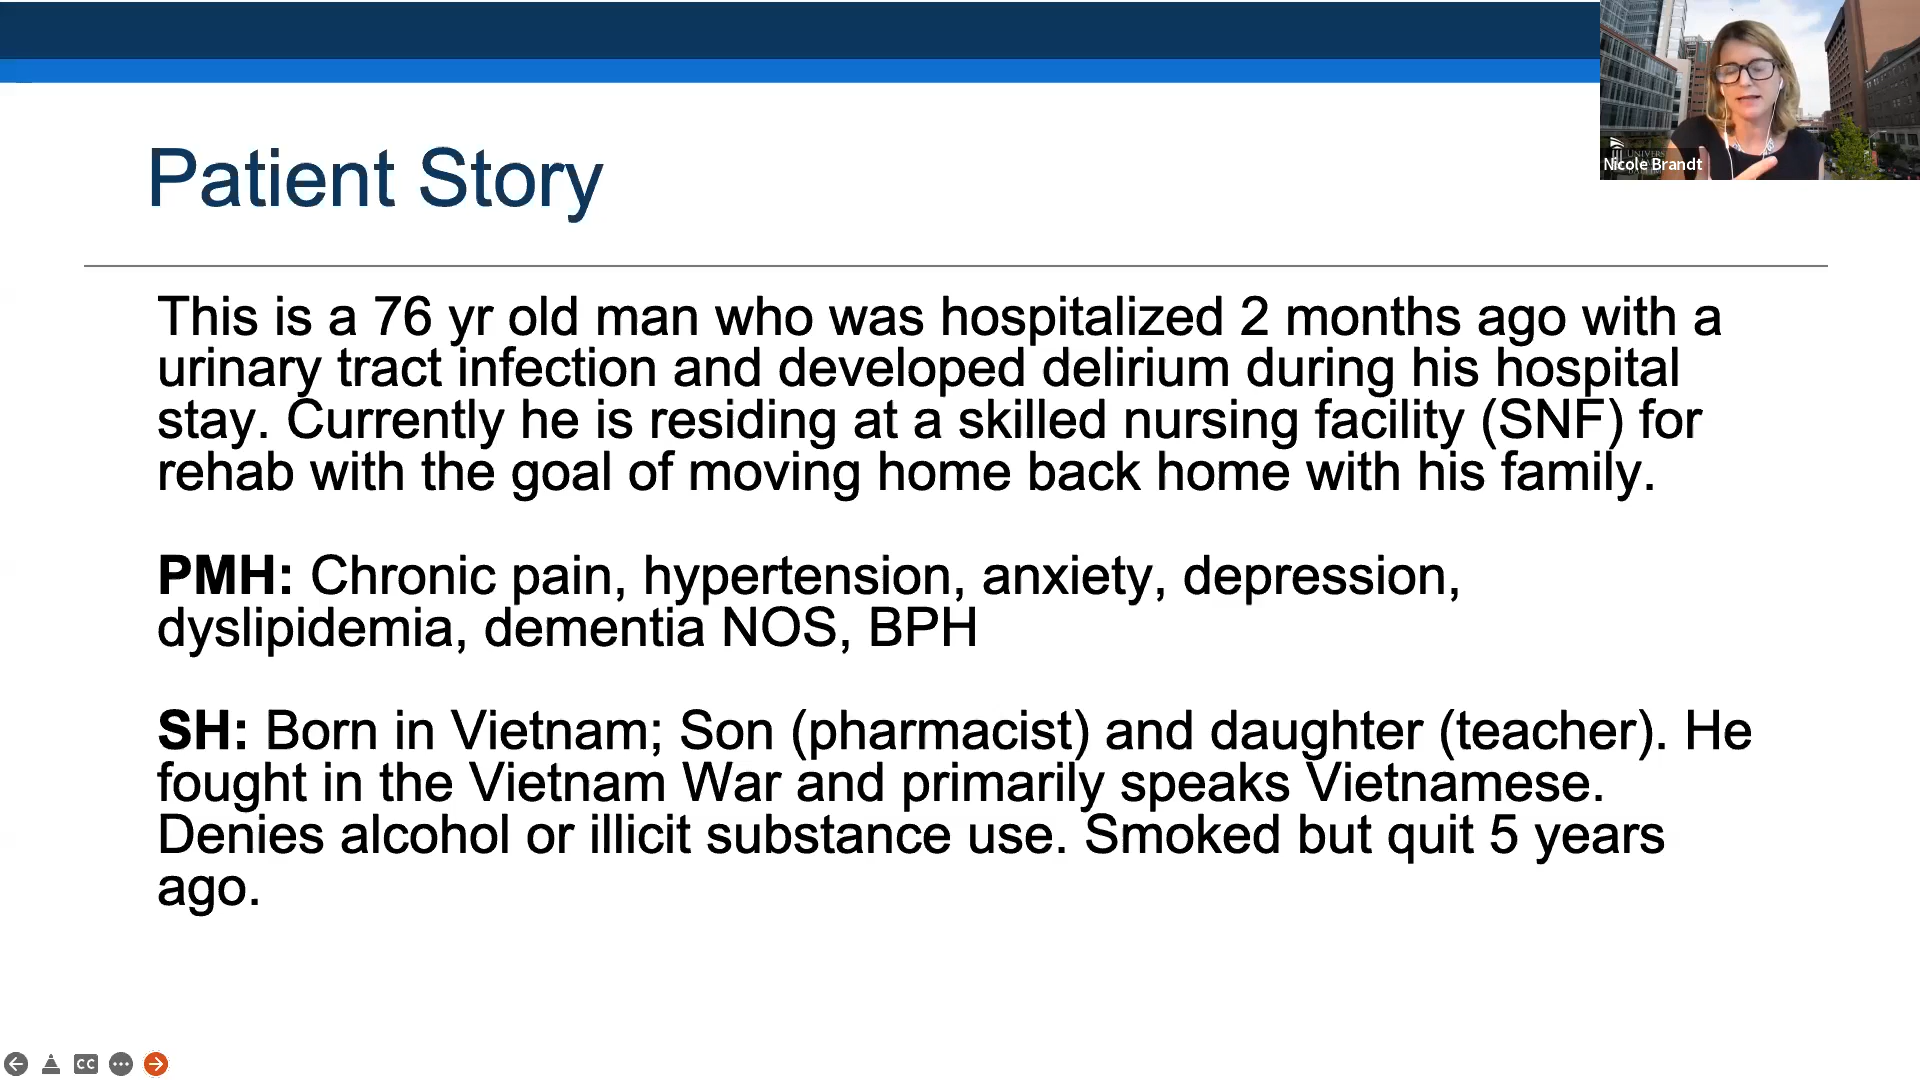 Patient Story
Nicole Brandt
This is a 76 yr old man who was hospitalized 2 months ago with a
urinary tract infection and developed delirium during his hospital
stay. Currently he is residing at a skilled nursing facility (SNF) for
rehab with the goal of moving home back home with his family.
PMH: Chronic pain, hypertension, anxiety, depression,
dyslipidemia, dementia NOS, BPH
SH: Born in Vietnam; Son (pharmacist) and daughter (teacher). He
fought in the Vietnam War and primarily speaks Vietnamese.
Denies alcohol or illicit substance use. Smoked but quit 5 years
ago.
CC